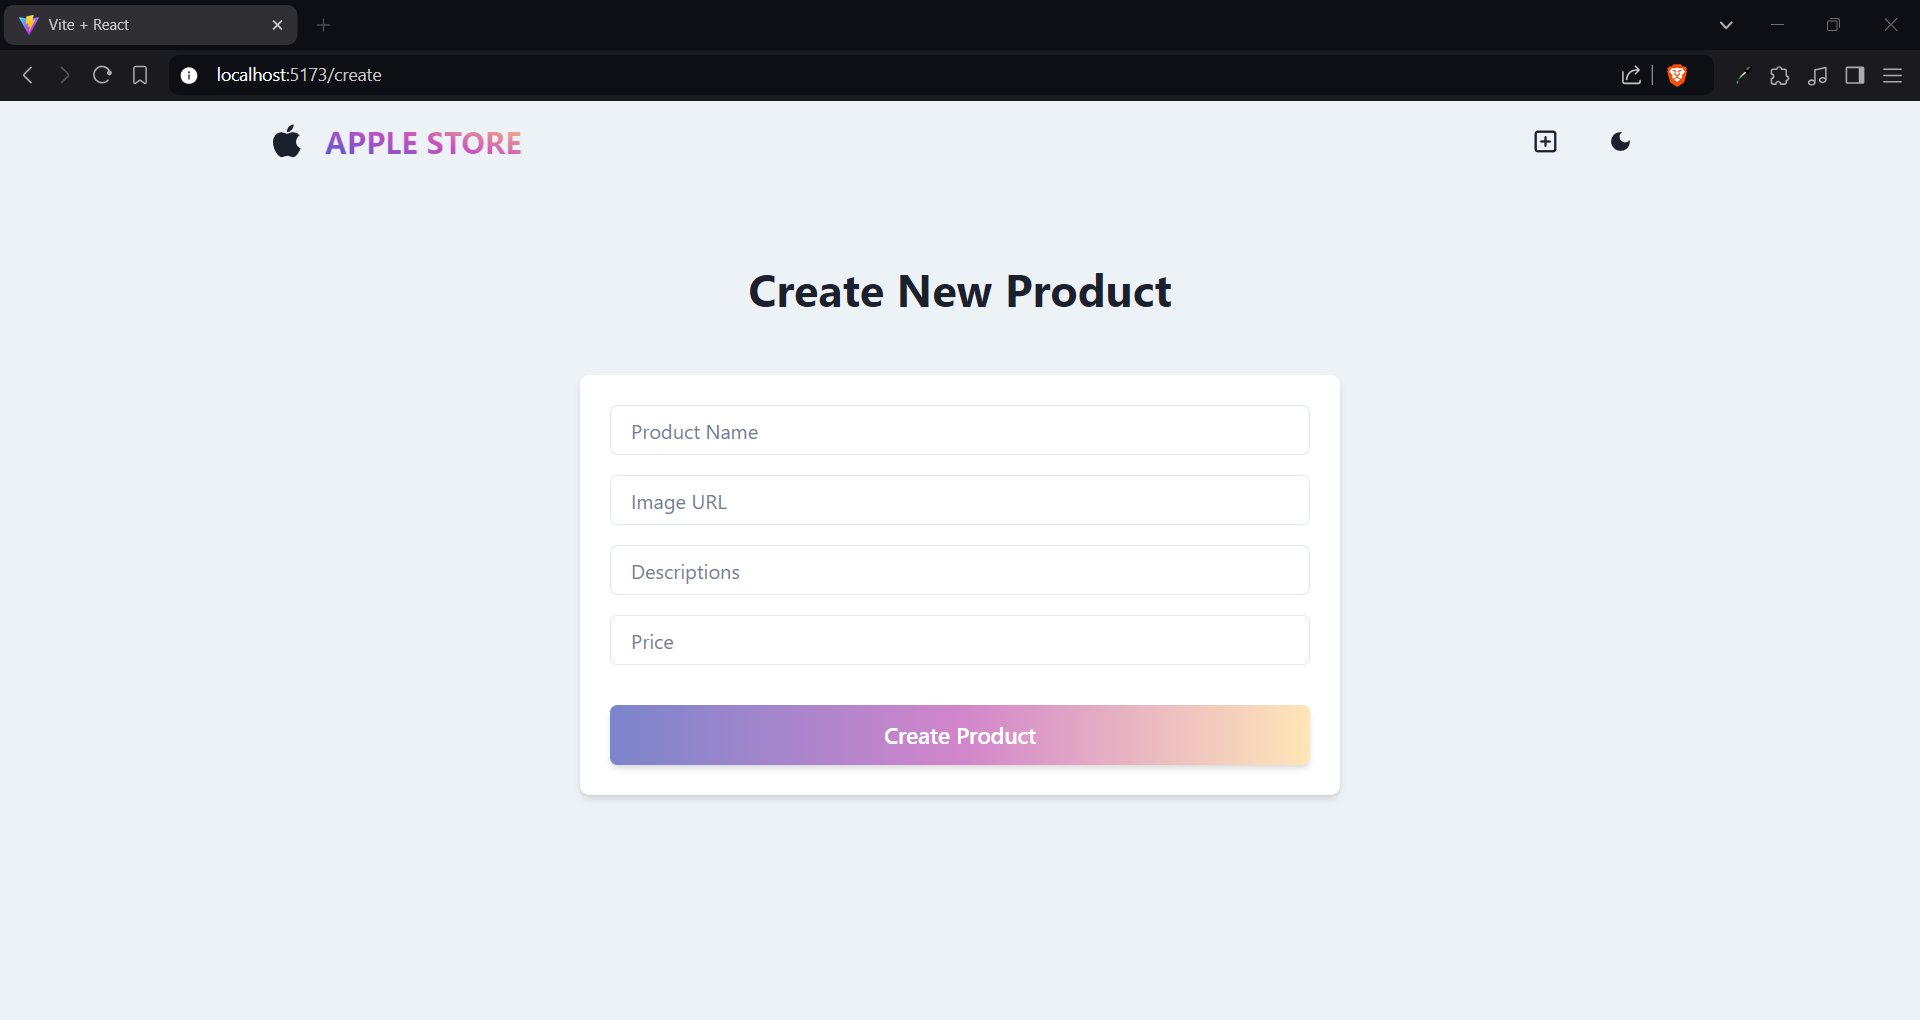 Vite + React
localhost:5173/create
APPLE STORE
Create New Product
Product Name
Image URL
Descriptions
Price
Create Product